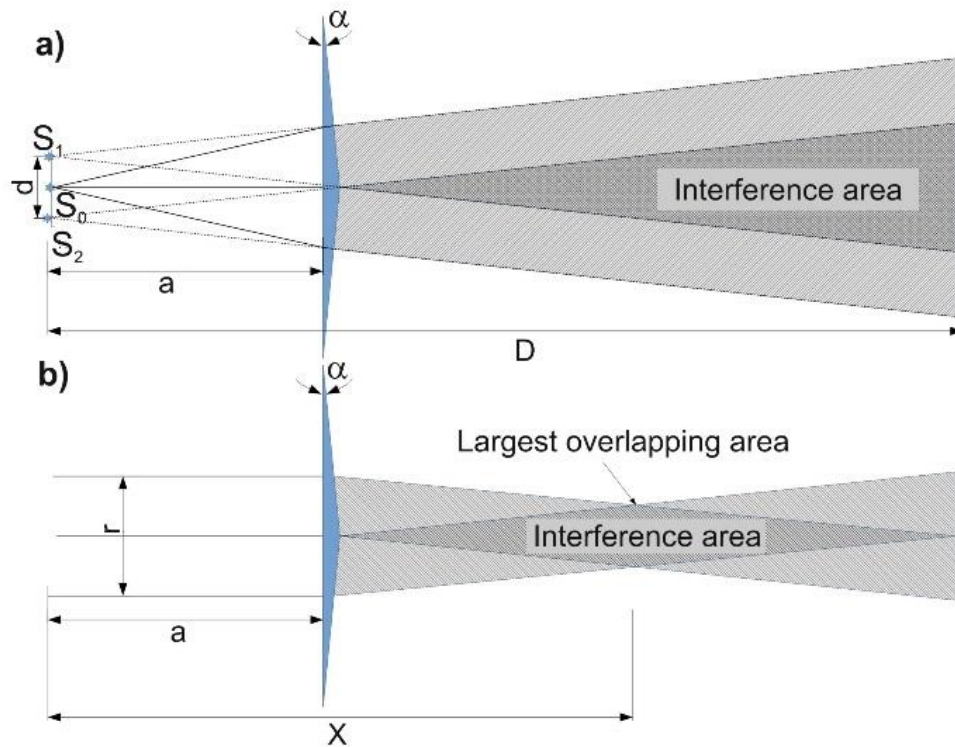 a)
α
S₁
d
S₀
S₂
a
Interference area
D
b)
α
Largest overlapping area
r
Interference area
a
X